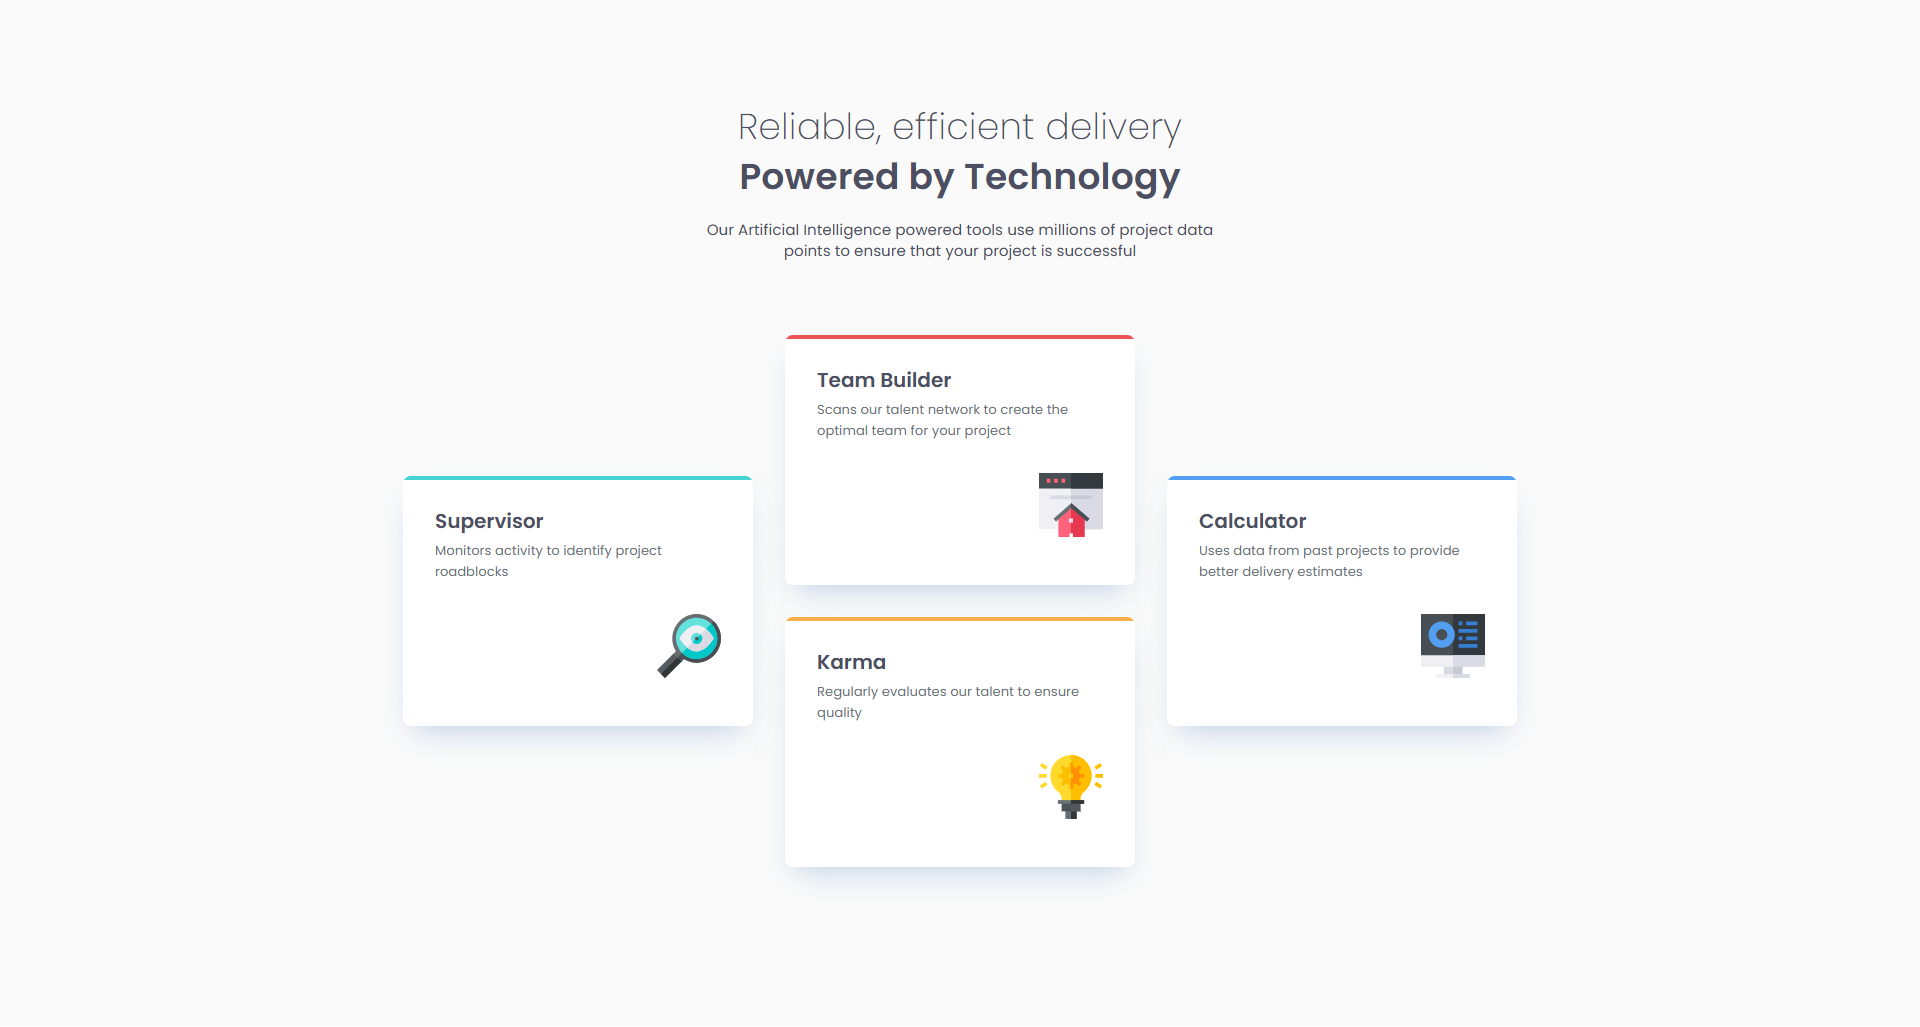 Reliable, efficient delivery
Powered by Technology
Our Artificial Intelligence powered tools use millions of project data
points to ensure that your project is successful
Supervisor
Monitors activity to identify project
roadblocks
Team Builder
Scans our talent network to create the
optimal team for your project
Karma
Regularly evaluates our talent to ensure
quality
Calculator
Uses data from past projects to provide
better delivery estimates